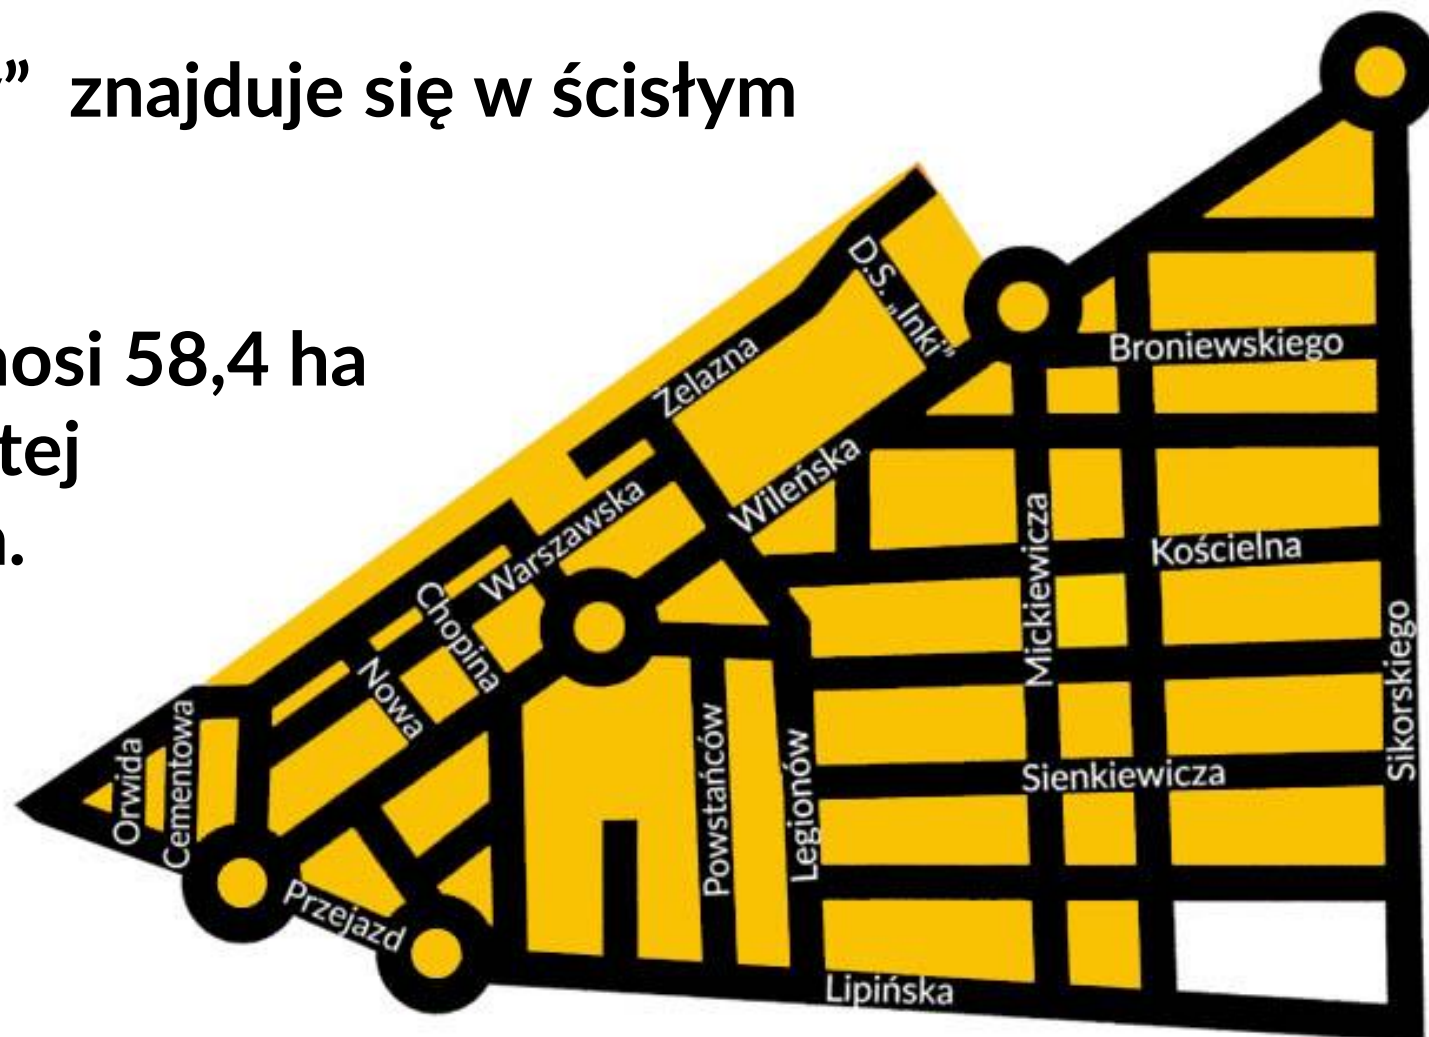 ” znajduje się w ścisłym
nosi 58,4 ha
tej
.
D.S. „Inki”
Broniewskiego
Żelazna
Wileńska
Warszawska
Mickiewicza
Kościelna
Chopina
Nowa
Sikorskiego
Orwida
Cementowa
Powstańców
Legionów
Sienkiewicza
Przejazd
Lipińska